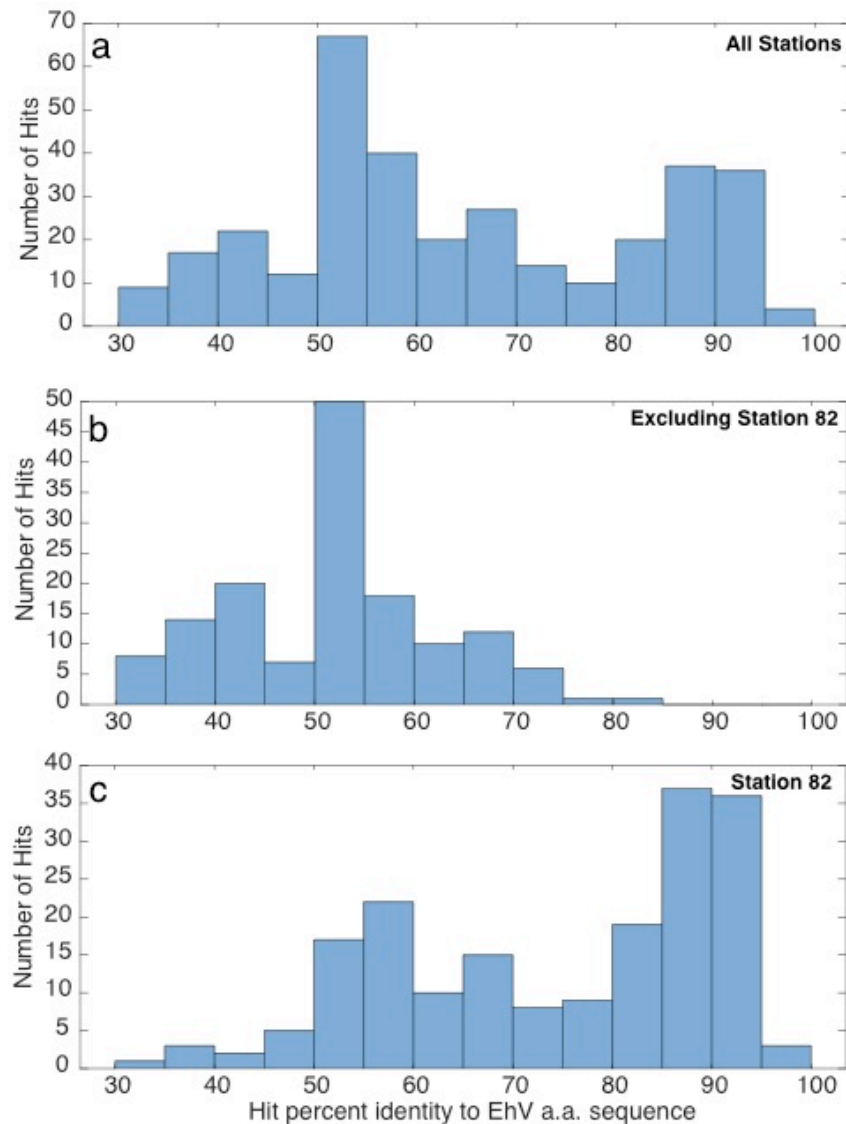 a
All Stations
Number of Hits
70
60
50
40
30
20
10
0
30 40 50 60 70 80 90 100
b
Excluding Station 82
Number of Hits
50
45
40
35
30
25
20
15
10
5
0
30 40 50 60 70 80 90 100
c
Station 82
Number of Hits
40
35
30
25
20
15
10
5
0
30 40 50 60 70 80 90 100
Hit percent identity to EhV a.a. sequence